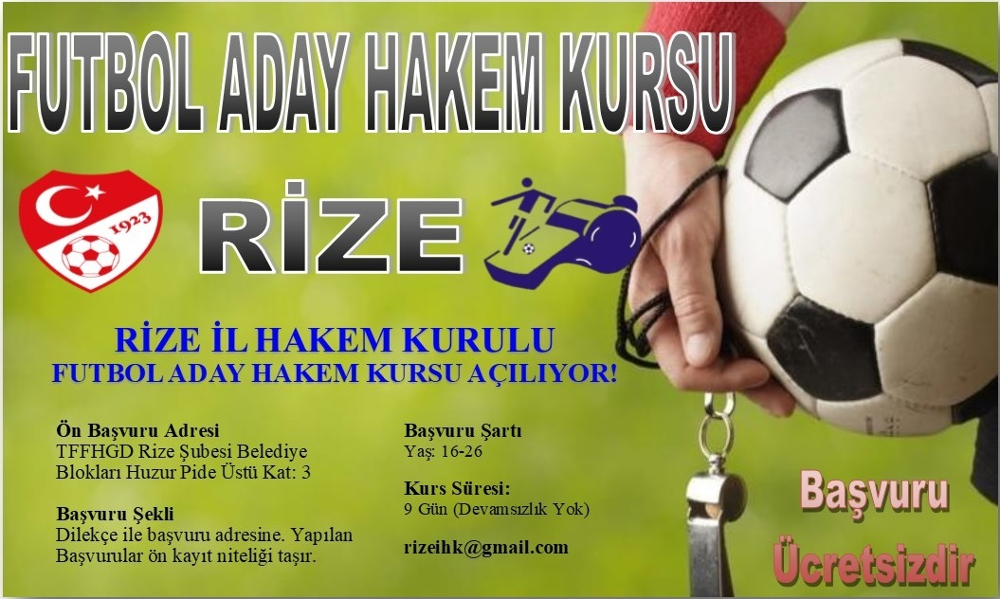 FUTBOL ADAY HAKEM KURSU
1923
RİZE
RİZE İL HAKEM KURULU
FUTBOL ADAY HAKEM KURSU AÇILIYOR!
Ön Başvuru Adresi
TFFHGD Rize Şubesi Belediye
Blokları Huzur Pide Üstü Kat: 3
Başvuru Şekli
Dilekçe ile başvuru adresine. Yapılan
Başvurular ön kayıt niteliği taşır.
Başvuru Şartı
Yaş: 16-26
Kurs Süresi:
9 Gün (Devamsızlık Yok)
rizeihk@gmail.com
Başvuru
Ücretsizdir